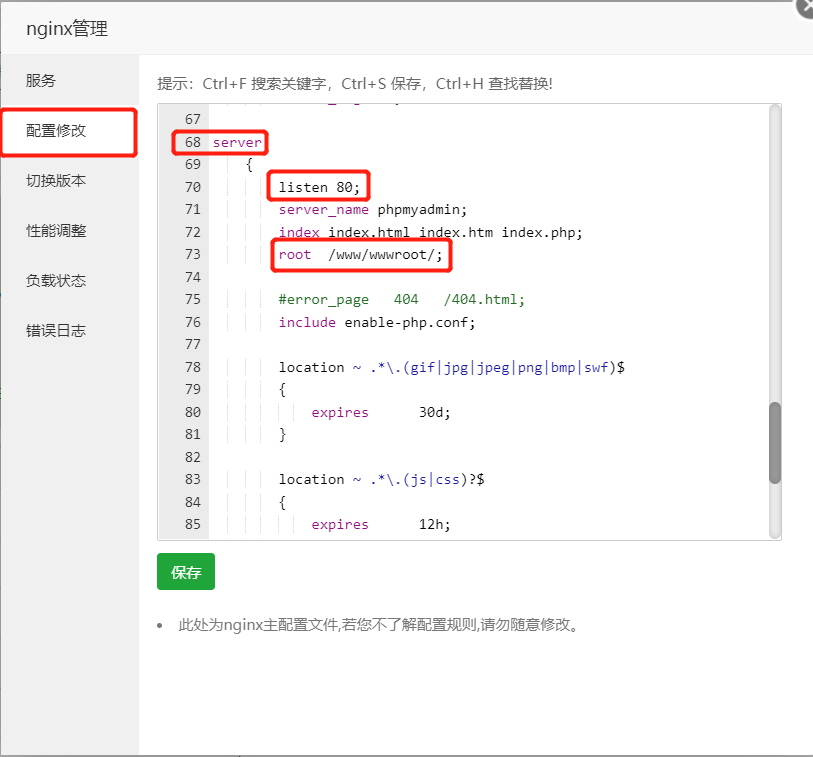 nginx管理
服务
配置修改
切换版本
性能调整
负载状态
错误日志
提示：Ctrl+F 搜索关键字，Ctrl+S 保存，Ctrl+H 查找替换!
67
68 server
69 {
70 listen 80;
71 server_name phpmyadmin;
72 index index.html index.htm index.php;
73 root  /www/wwwroot/;
74
75 #error_page   404   /404.html;
76 include enable-php.conf;
77
78 location ~ .*\.(gif|jpg|jpeg|png|bmp|swf)$
79 {
80 expires      30d;
81 }
82
83 location ~ .*\.(js|css)?$
84 {
85 expires      12h;
保存
此处为nginx主配置文件,若您不了解配置规则,请勿随意修改。